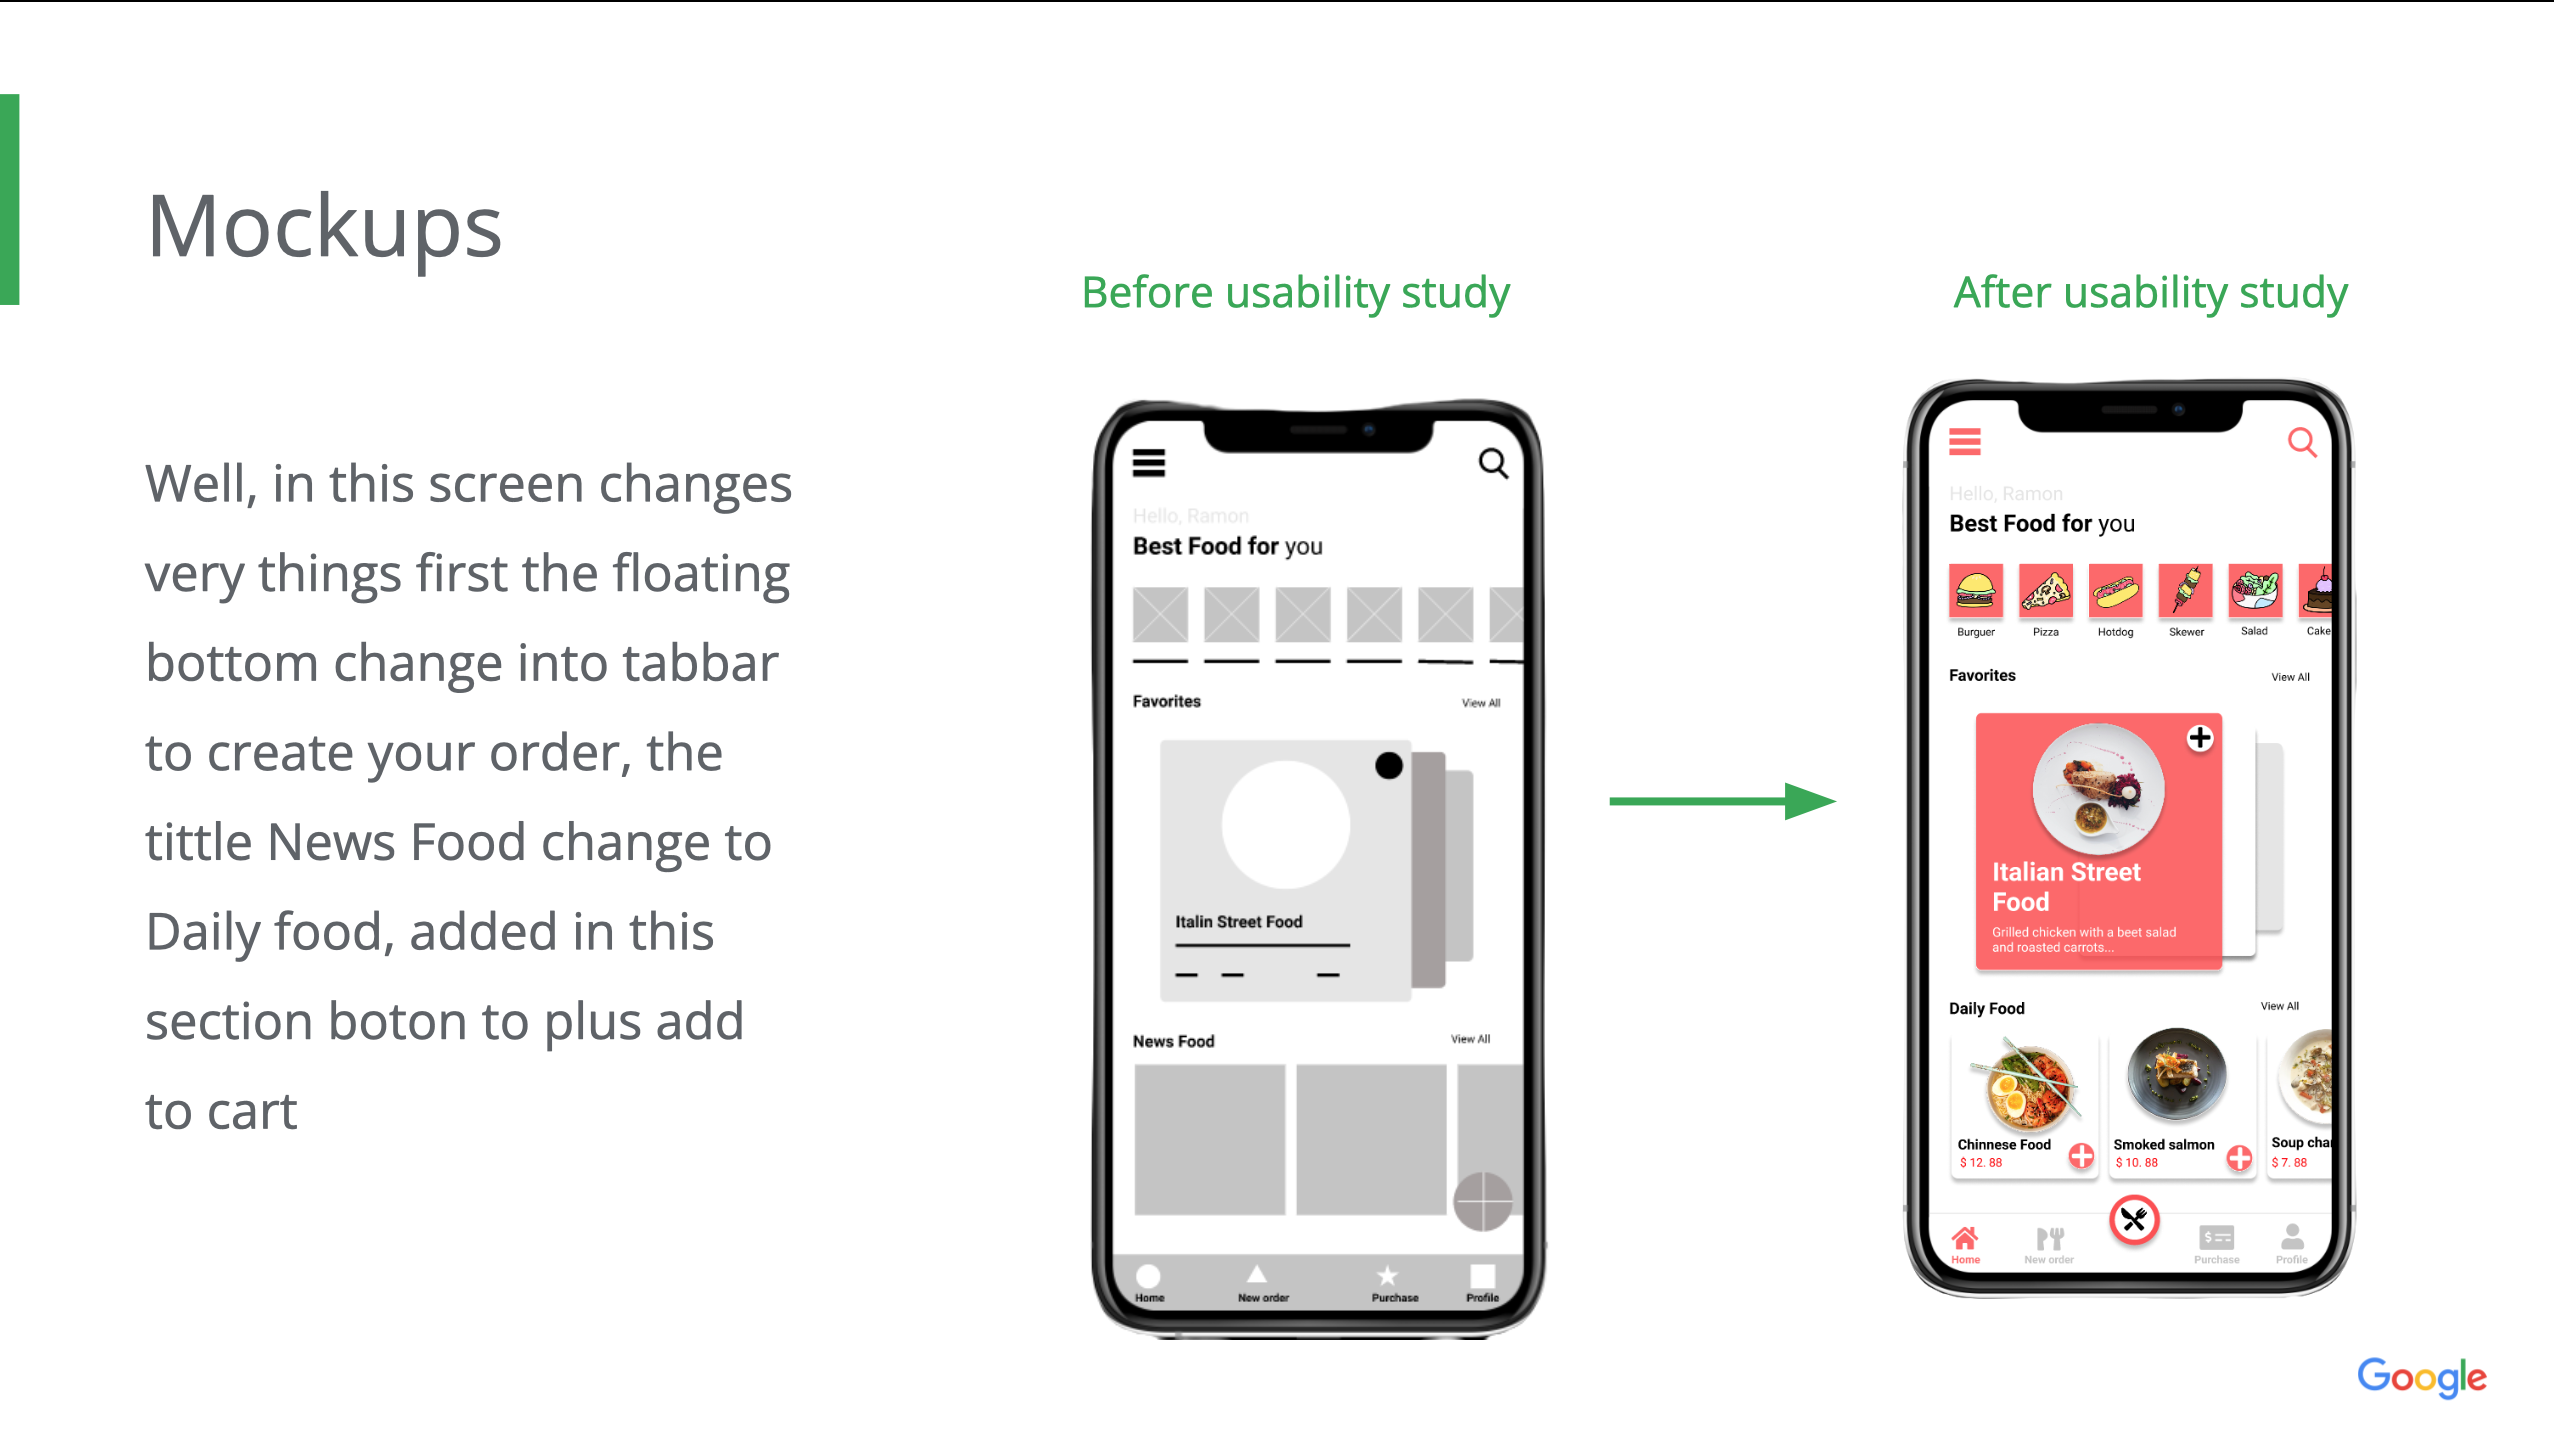 Mockups
Before usability study
After usability study
Well, in this screen changes
very things first the floating
bottom change into tabbar
to create your order, the
tittle News Food change to
Daily food, added in this
section boton to plus add
to cart
Hello, Ramon
Best Food for you
Favorites
View All
Italin Street Food
News Food
View All
Home
New order
Purchase
Profile
Hello, Ramon
Best Food for you
Burguer
Pizza
Hotdog
Skewer
Salad
Cake
Favorites
View All
Italian Street
Food
Grilled chicken with a beet salad
and roasted carrots...
Daily Food
View All
Chinnese Food
$ 12. 88
Smoked salmon
$ 10. 88
Soup cha
$ 7. 88
Home
New order
Purchase
Profile
Google